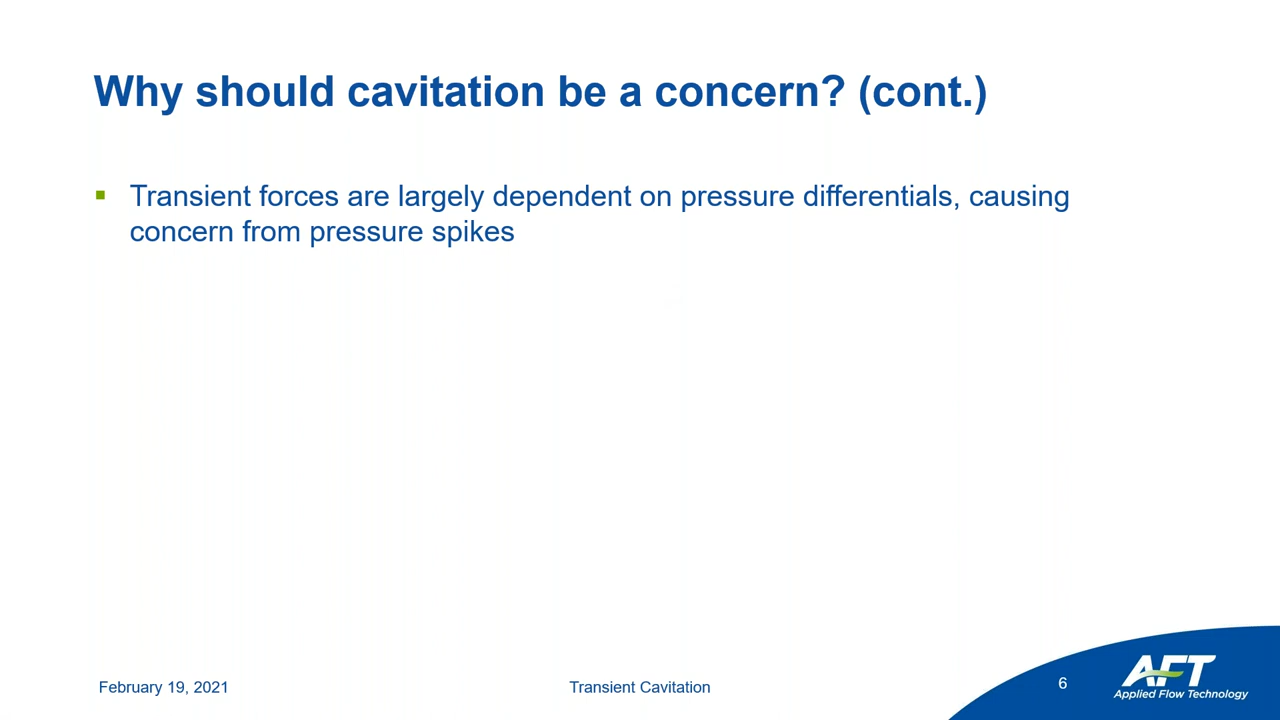 Why should cavitation be a concern? (cont.)
▪ Transient forces are largely dependent on pressure differentials, causing
concern from pressure spikes
February 19, 2021
Transient Cavitation
6
AFT
Applied Flow Technology